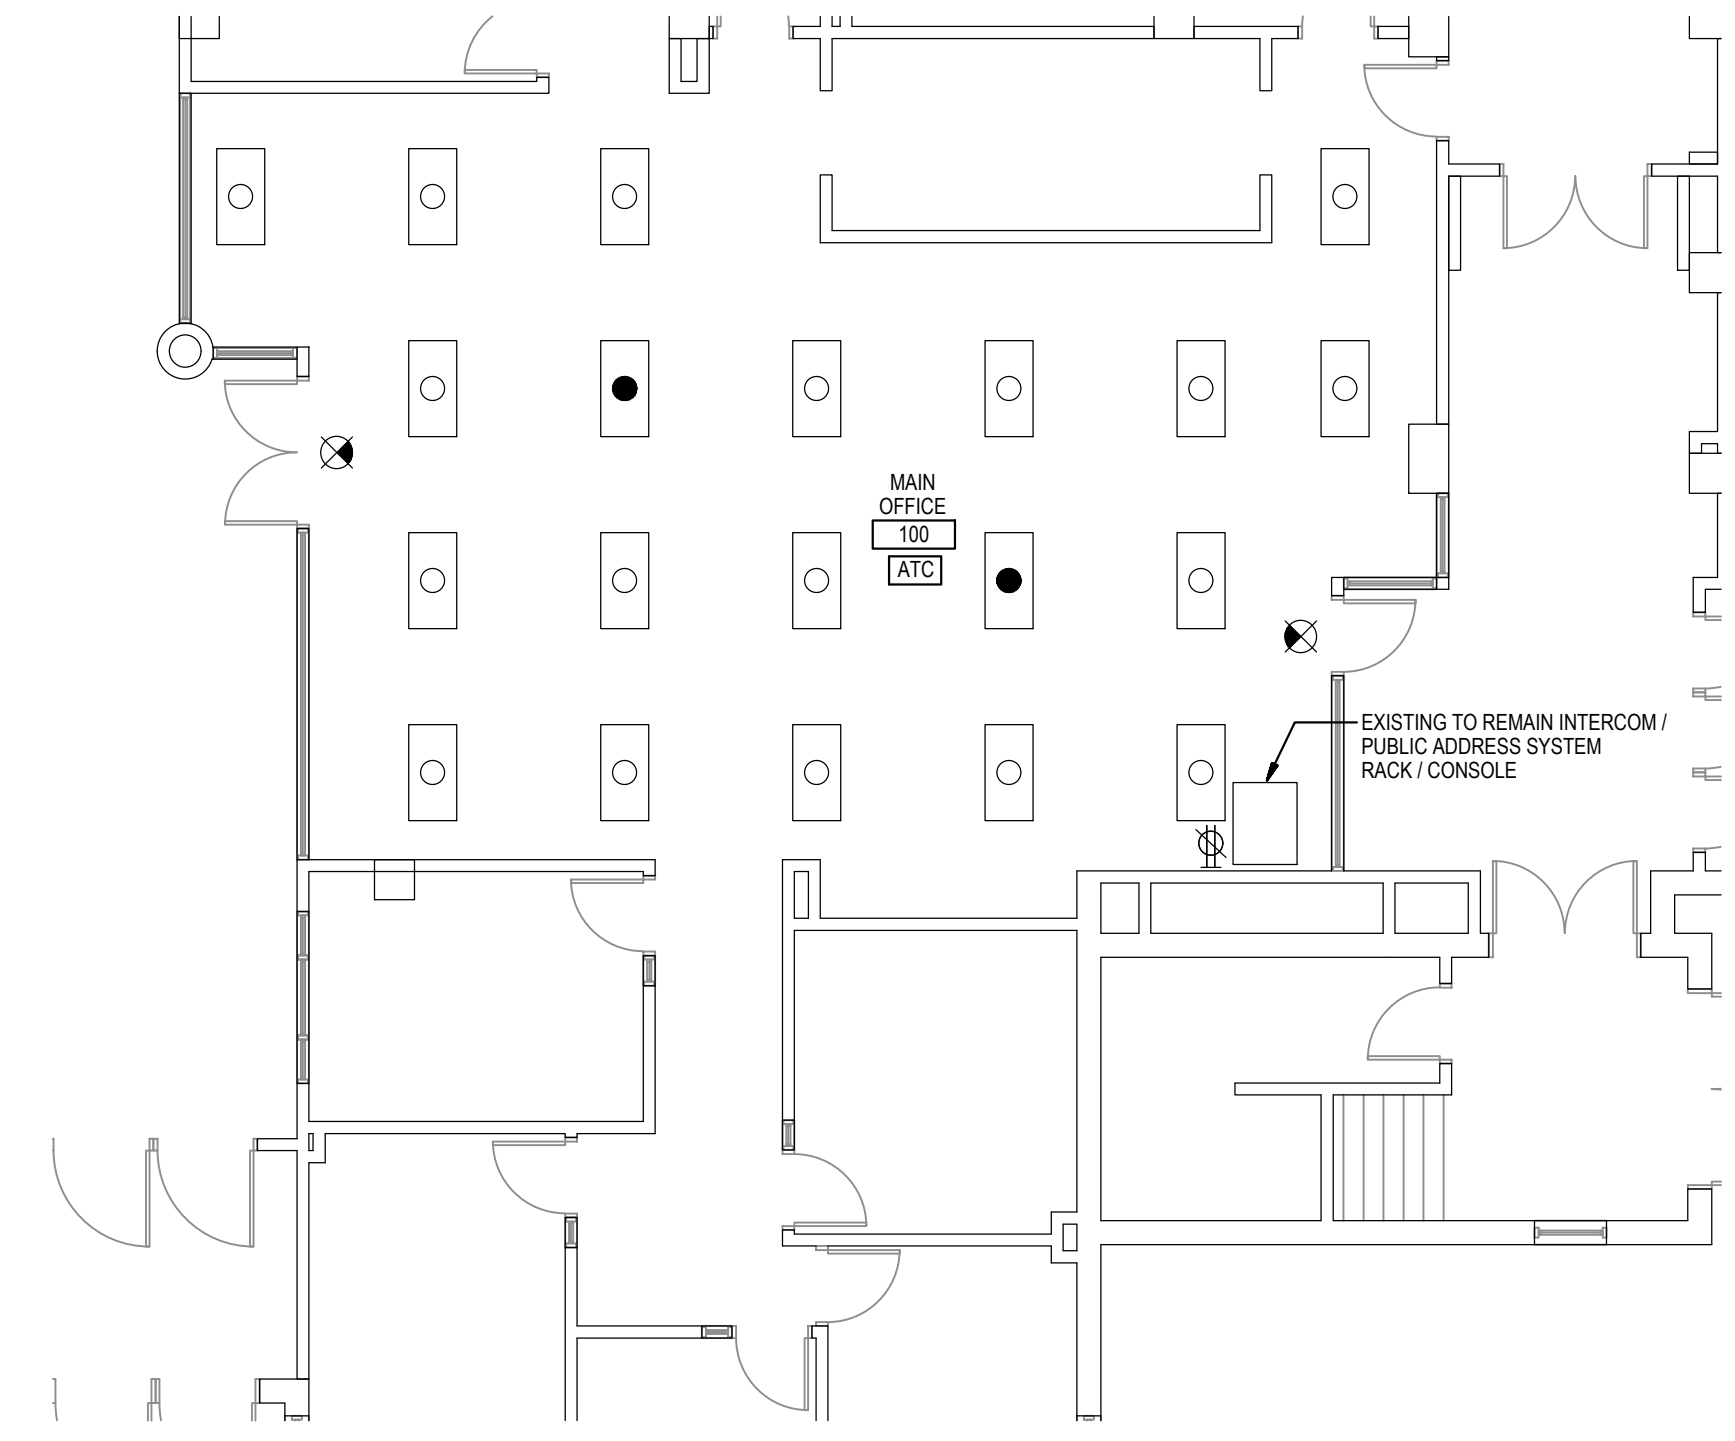 MAIN
OFFICE
100
ATC
EXISTING TO REMAIN INTERCOM /
PUBLIC ADDRESS SYSTEM
RACK / CONSOLE